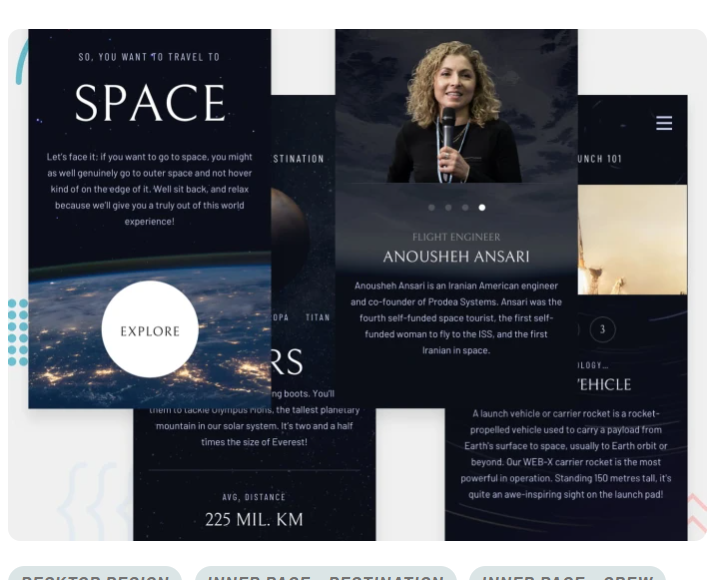 SO, YOU WANT TO TRAVEL TO
SPACE
Let's face it; if you want to go to space, you might
as well genuinely go to outer space and not hover
kind of on the edge of it. Well sit back, and relax
because we'll give you a truly out of this world
experience!
EXPLORE
TITAN
ng boots. You'll
them to tackle Olympus Mons, the tallest planetary
mountain in our solar system. It's two and a half
times the size of Everest!
AVG. DISTANCE
225 MIL. KM
FLIGHT ENGINEER
ANOUSHEH ANSARI
Anousheh Ansari is an Iranian American engineer
and co-founder of Prodea Systems. Ansari was the
fourth self-funded space tourist, the first self-
funded woman to fly to the ISS, and the first
Iranian in space.
UNCH 101
3
OLOGY…
VEHICLE
A launch vehicle or carrier rocket is a rocket-
propelled vehicle used to carry a payload from
Earth's surface to space, usually to Earth orbit or
beyond. Our WEB-X carrier rocket is the most
powerful in operation. Standing 150 metres tall, it's
quite an awe-inspiring sight on the launch pad!
DESKTOP DESIGN
INNER PAGE - DESTINATION
INNER PAGE - CREW